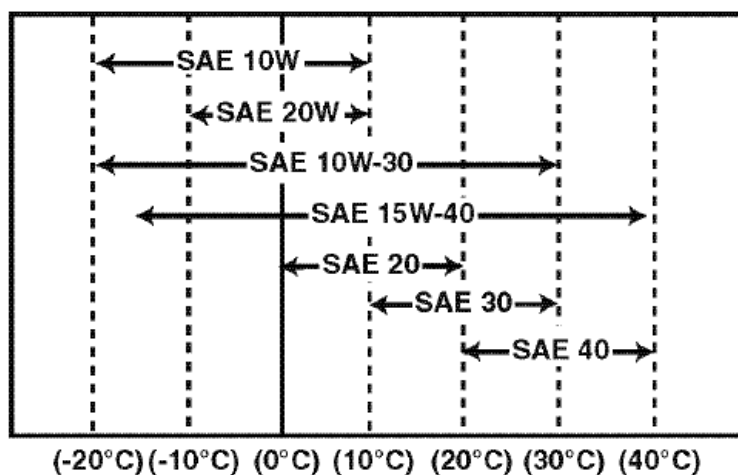 SAE 10W
SAE 20W
SAE 10W-30
SAE 15W-40
SAE 20
SAE 30
SAE 40
(-20°C) (-10°C) (0°C) (10°C) (20°C) (30°C) (40°C)